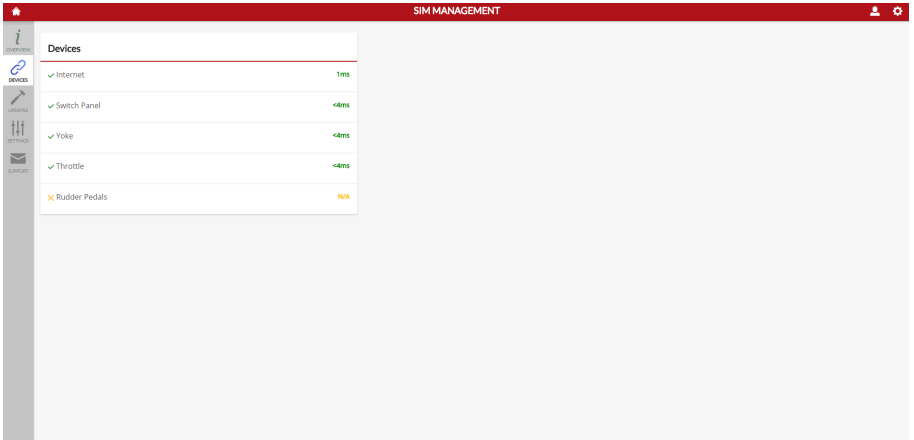 SIM MANAGEMENT
OVERVIEW
DEVICES
UPDATES
SETTINGS
SUPPORT
Devices
Internet 1ms
Switch Panel <4ms
Yoke <4ms
Throttle <4ms
Rudder Pedals N/A